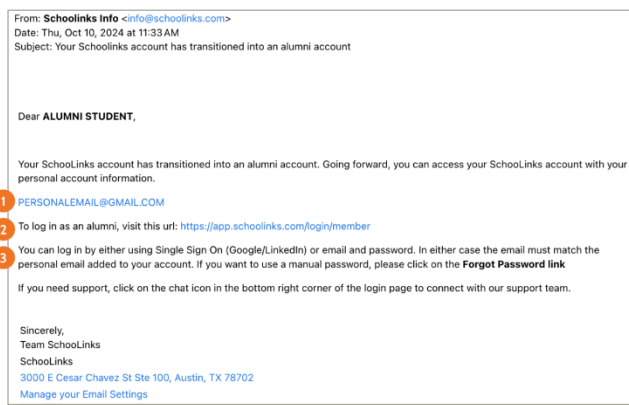 From: Schoolinks Info <info@schoolinks.com>
Date: Thu, Oct 10, 2024 at 11:33 AM
Subject: Your Schoolinks account has transitioned into an alumni account
Dear ALUMNI STUDENT,
Your SchooLinks account has transitioned into an alumni account. Going forward, you can access your SchooLinks account with your
personal account information.
1 PERSONALEMAIL@GMAIL.COM
2 To log in as an alumni, visit this url: https://app.schoolinks.com/login/member
3 You can log in by either using Single Sign On (Google/LinkedIn) or email and password. In either case the email must match the
personal email added to your account. If you want to use a manual password, please click on the Forgot Password link
If you need support, click on the chat icon in the bottom right corner of the login page to connect with our support team.
Sincerely,
Team SchooLinks
SchooLinks
3000 E Cesar Chavez St Ste 100, Austin, TX 78702
Manage your Email Settings